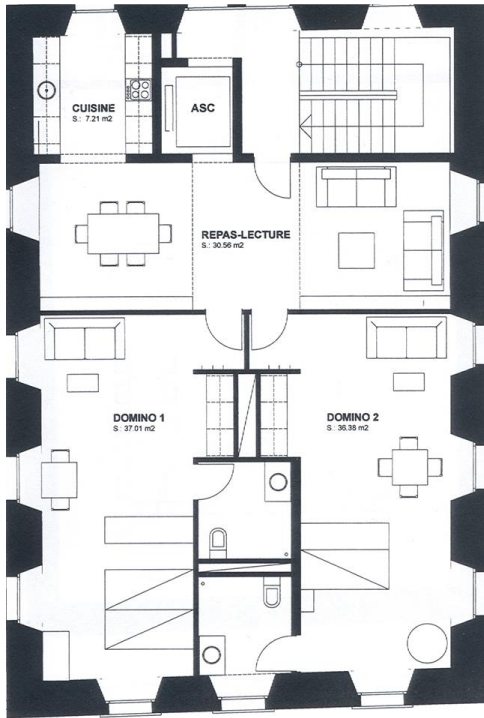 CUISINE
S.: 7.21 m2
ASC
REPAS-LECTURE
S.: 30.56 m2
DOMINO 1
S.: 37.01 m2
DOMINO 2
S.: 36.38 m2